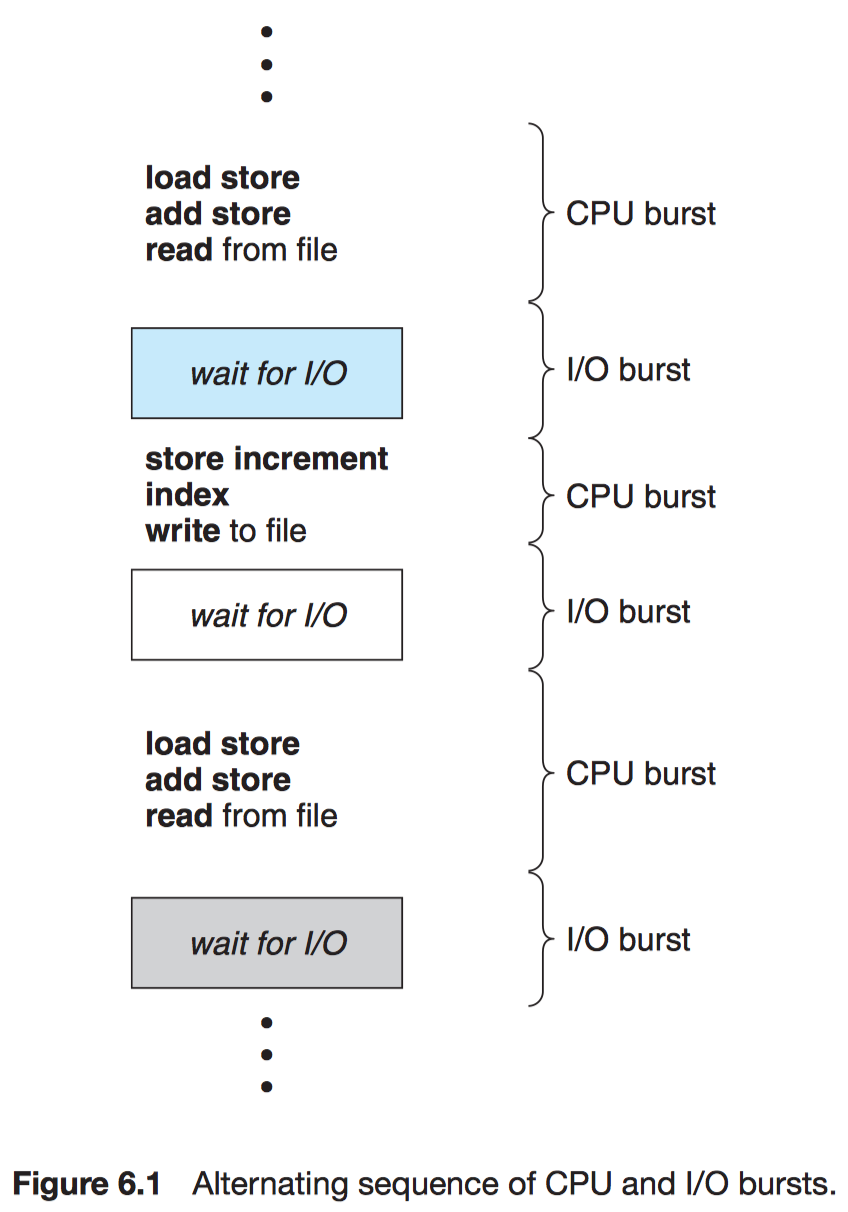 load store
add store
read from file
CPU burst
wait for I/O
I/O burst
store increment
index
write to file
CPU burst
wait for I/O
I/O burst
load store
add store
read from file
CPU burst
wait for I/O
I/O burst
Figure 6.1 Alternating sequence of CPU and I/O bursts.